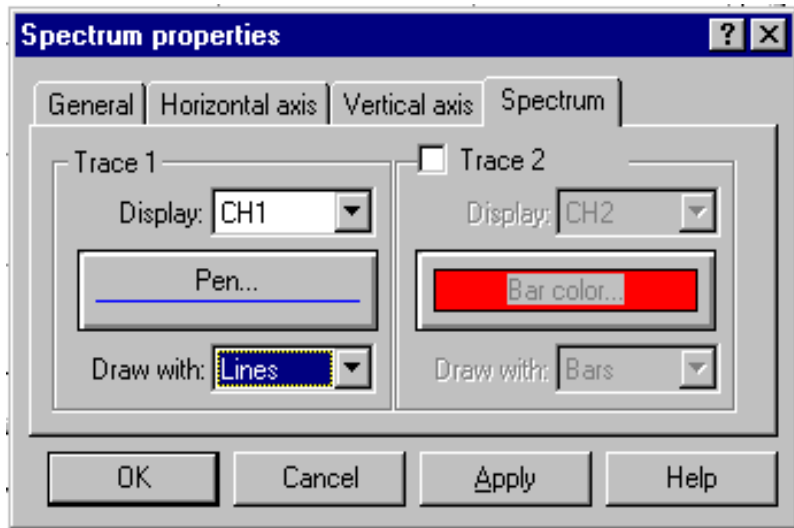 Spectrum properties
General Horizontal axis Vertical axis Spectrum
Trace 1
Display: CH1
Pen...
Draw with: Lines
Trace 2
Display: CH2
Bar color...
Draw with: Bars
OK Cancel Apply Help